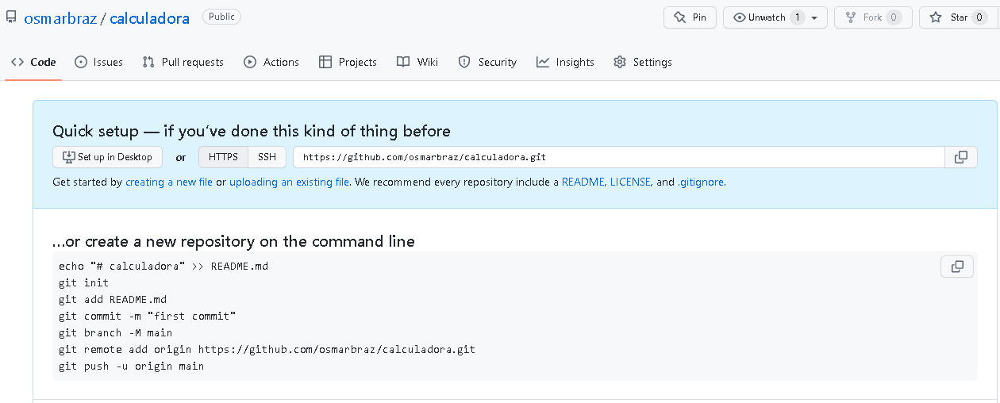 osmarbraz / calculadora Public Pin Unwatch 1 Fork 0 Star 0
Code Issues Pull requests Actions Projects Wiki Security Insights Settings
Quick setup — if you've done this kind of thing before
Set up in Desktop or HTTPS SSH https://github.com/osmarbraz/calculadora.git
Get started by creating a new file or uploading an existing file. We recommend every repository include a README, LICENSE, and .gitignore.
…or create a new repository on the command line
echo "# calculadora" >> README.md
git init
git add README.md
git commit -m "first commit"
git branch -M main
git remote add origin https://github.com/osmarbraz/calculadora.git
git push -u origin main